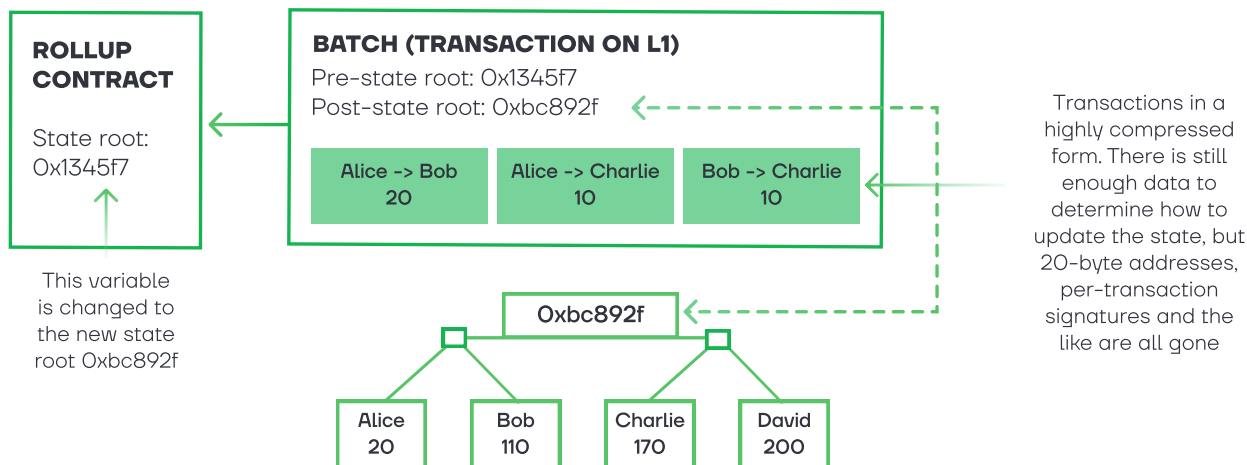 ROLLUP
CONTRACT
State root:
0x1345f7
This variable
is changed to
the new state
root 0xbc892f
BATCH (TRANSACTION ON L1)
Pre-state root: 0x1345f7
Post-state root: 0xbc892f
Alice -> Bob
20
Alice -> Charlie
10
Bob -> Charlie
10
Transactions in a
highly compressed
form. There is still
enough data to
determine how to
update the state, but
20-byte addresses,
per-transaction
signatures and the
like are all gone
0xbc892f
Alice
20
Bob
110
Charlie
170
David
200